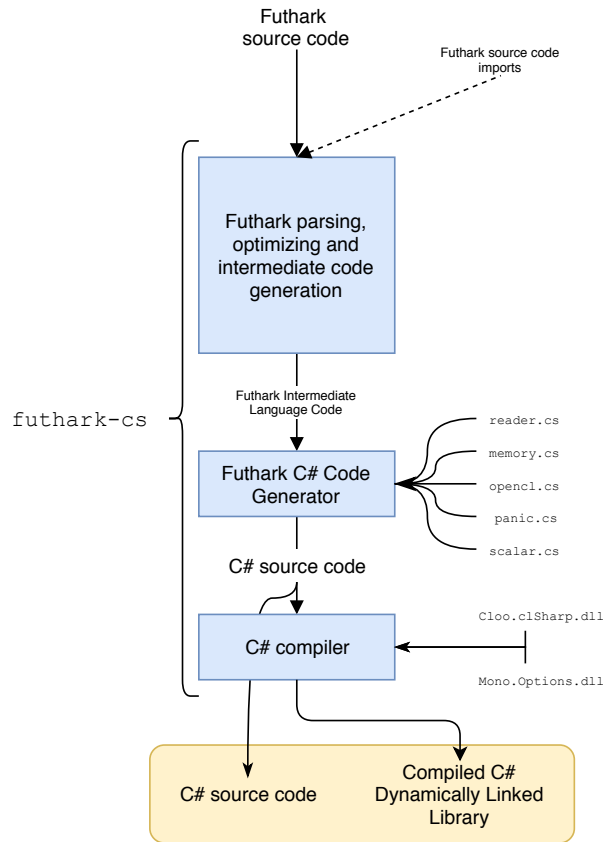 Futhark
source code
Futhark source code
imports
Futhark parsing,
optimizing and
intermediate code
generation
futhark-cs
Futhark Intermediate
Language Code
reader.cs
memory.cs
opencl.cs
panic.cs
scalar.cs
Futhark C# Code
Generator
C# source code
C# compiler
Cloo.clSharp.dll
Mono.Options.dll
C# source code
Compiled C#
Dynamically Linked
Library